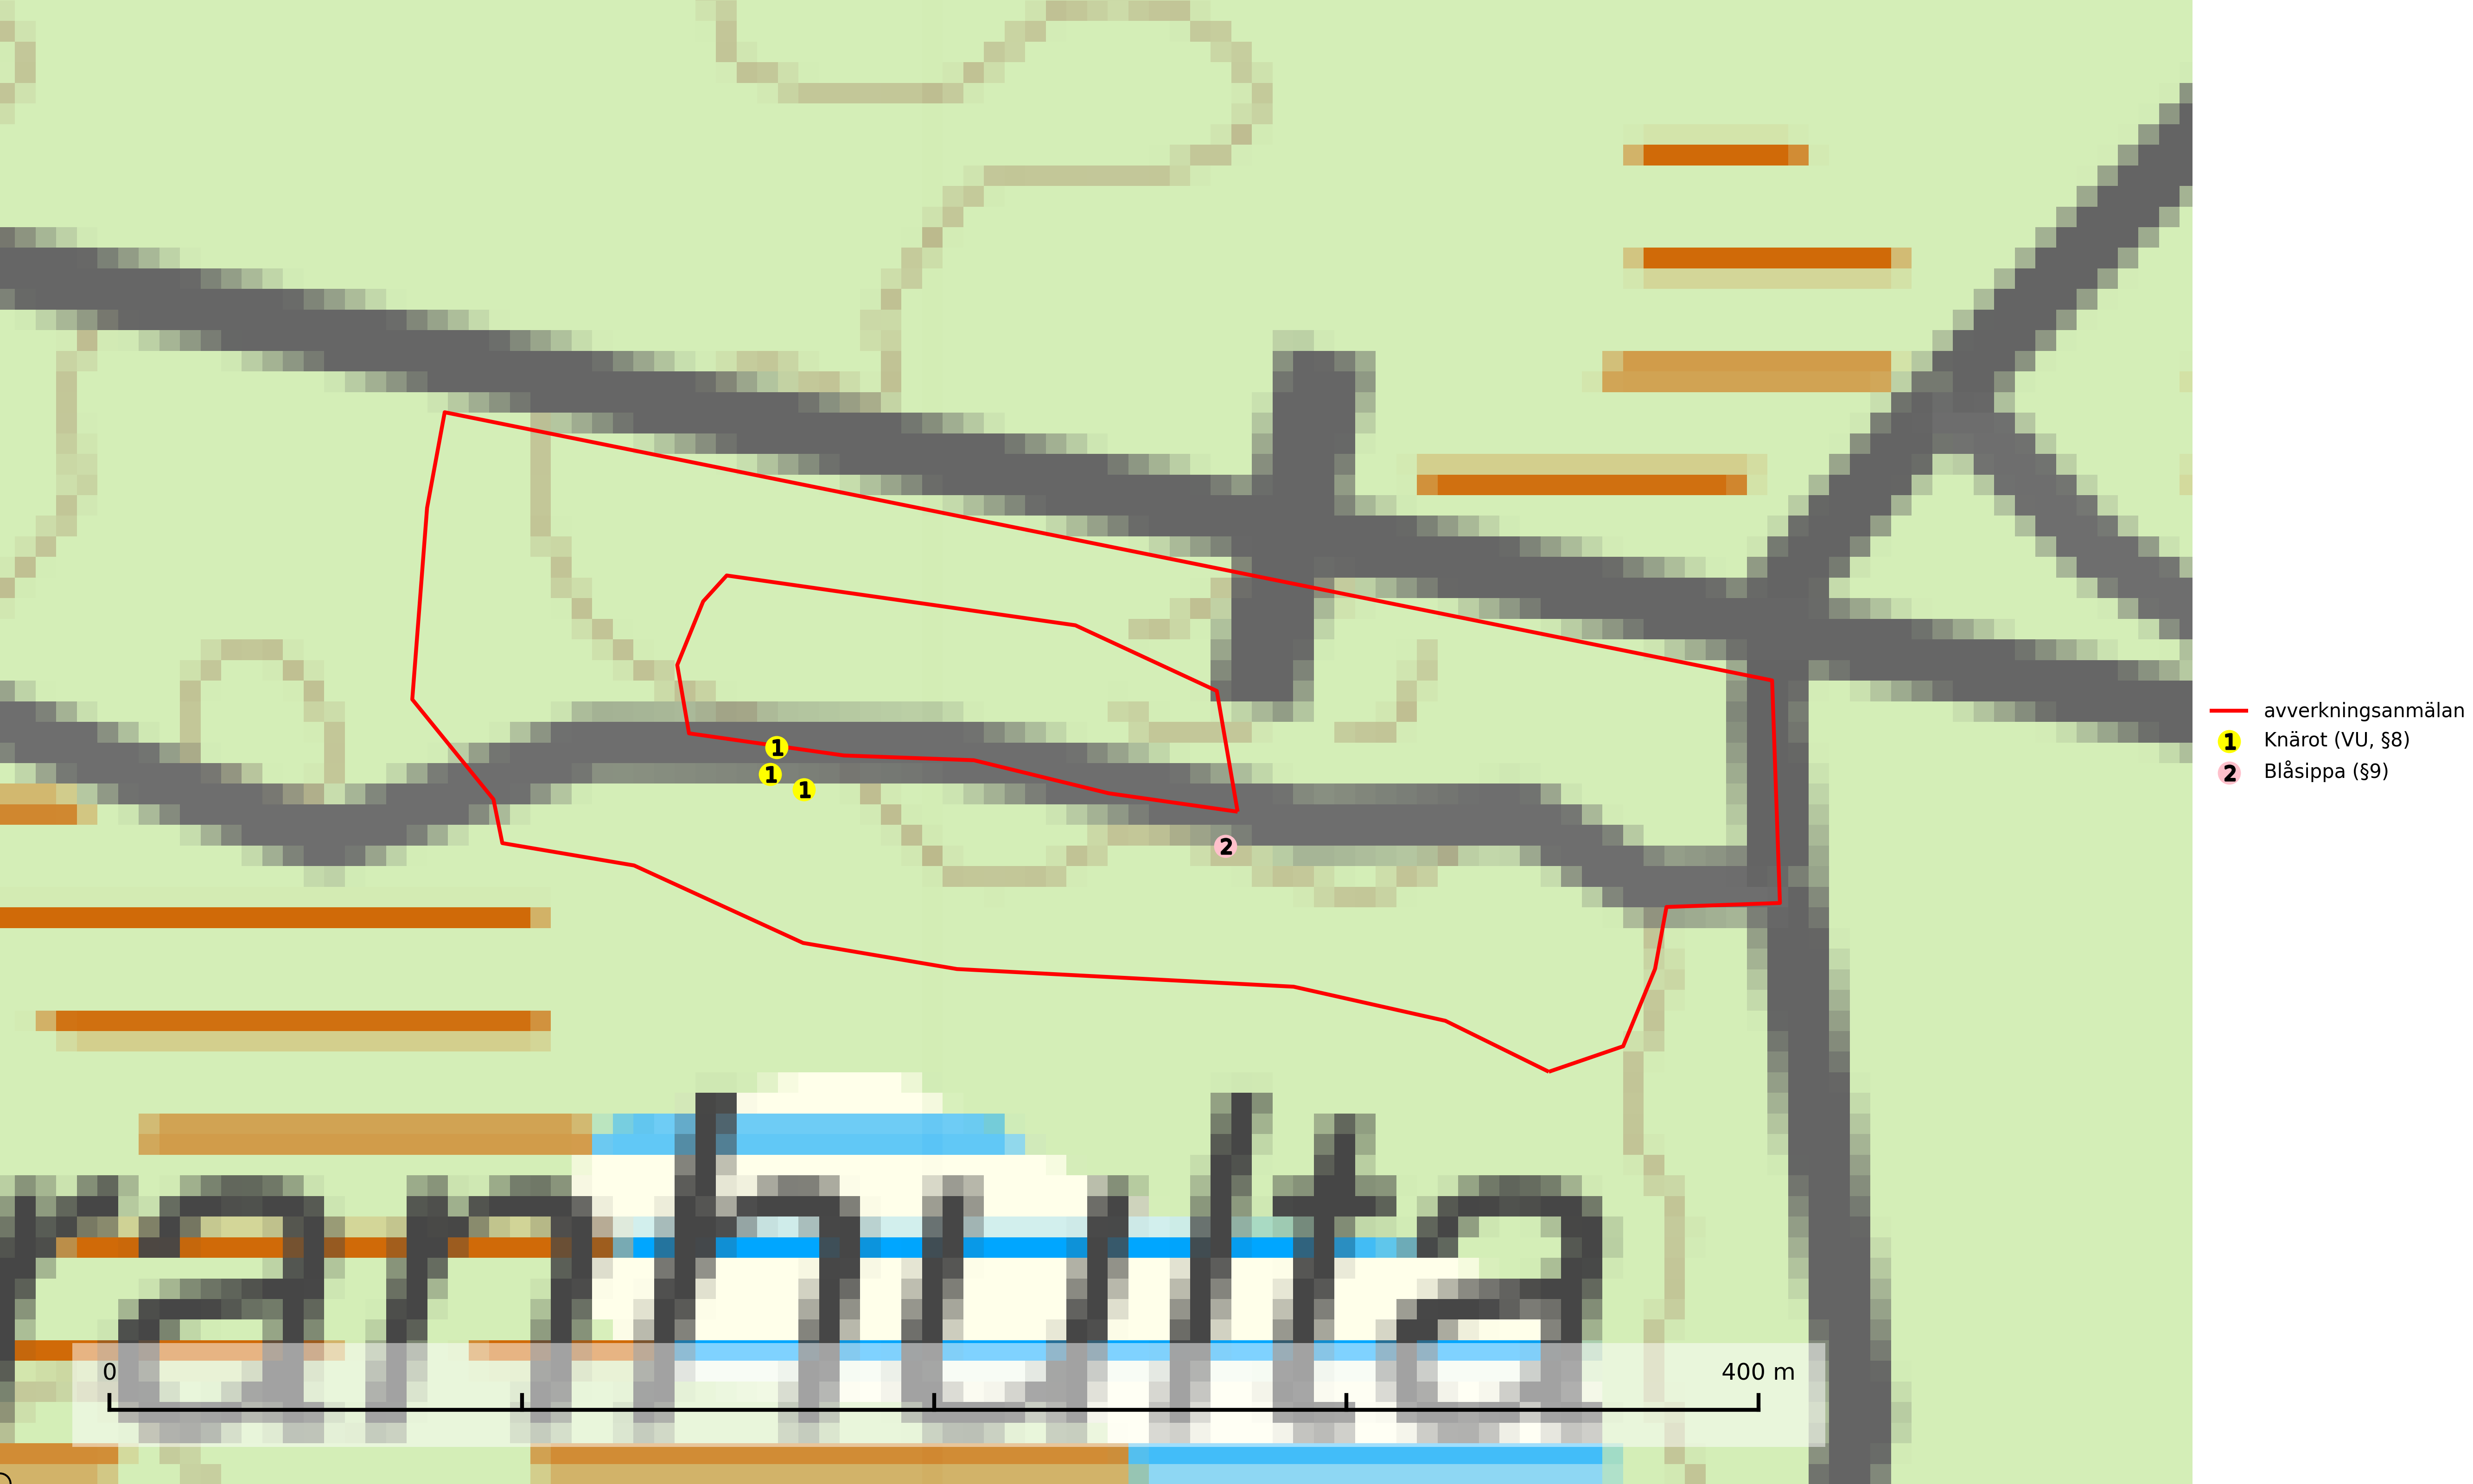 1
1
1
2
avverkningsanmälan
1 Knärot (VU, §8)
2 Blåsippa (§9)
0 400 m